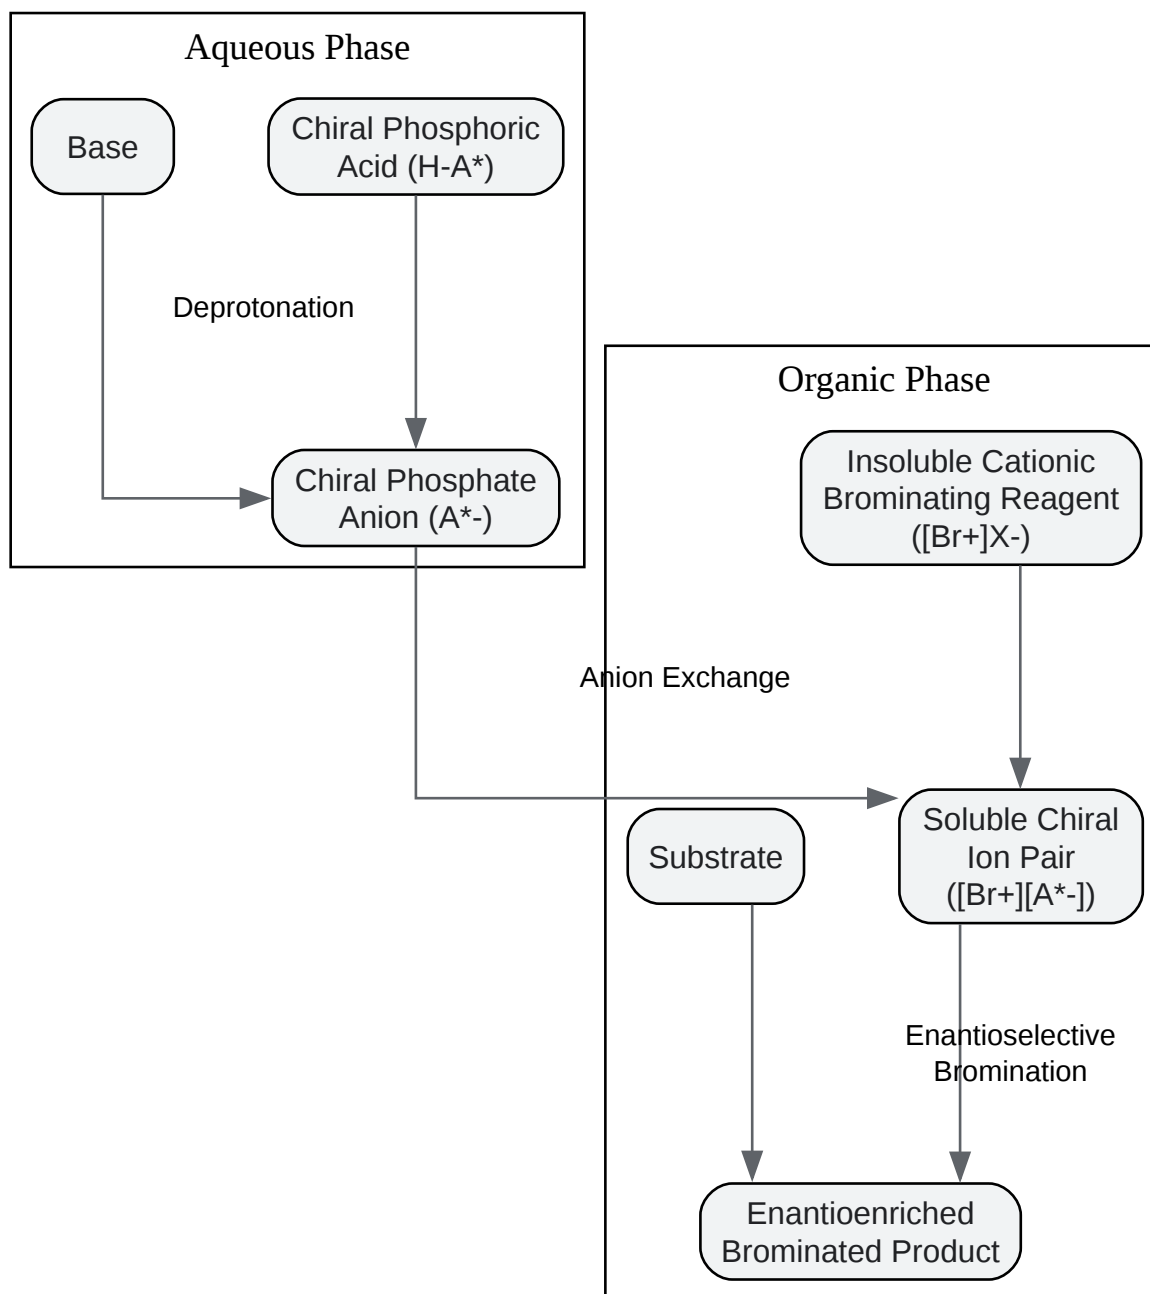 Aqueous Phase
Base
Chiral Phosphoric
Acid (H-A*)
Deprotonation
Chiral Phosphate
Anion (A*-)
Organic Phase
Insoluble Cationic
Brominating Reagent
([Br+]X-)
Anion Exchange
Substrate
Soluble Chiral
Ion Pair
([Br+][A*-])
Enantioselective
Bromination
Enantioenriched
Brominated Product